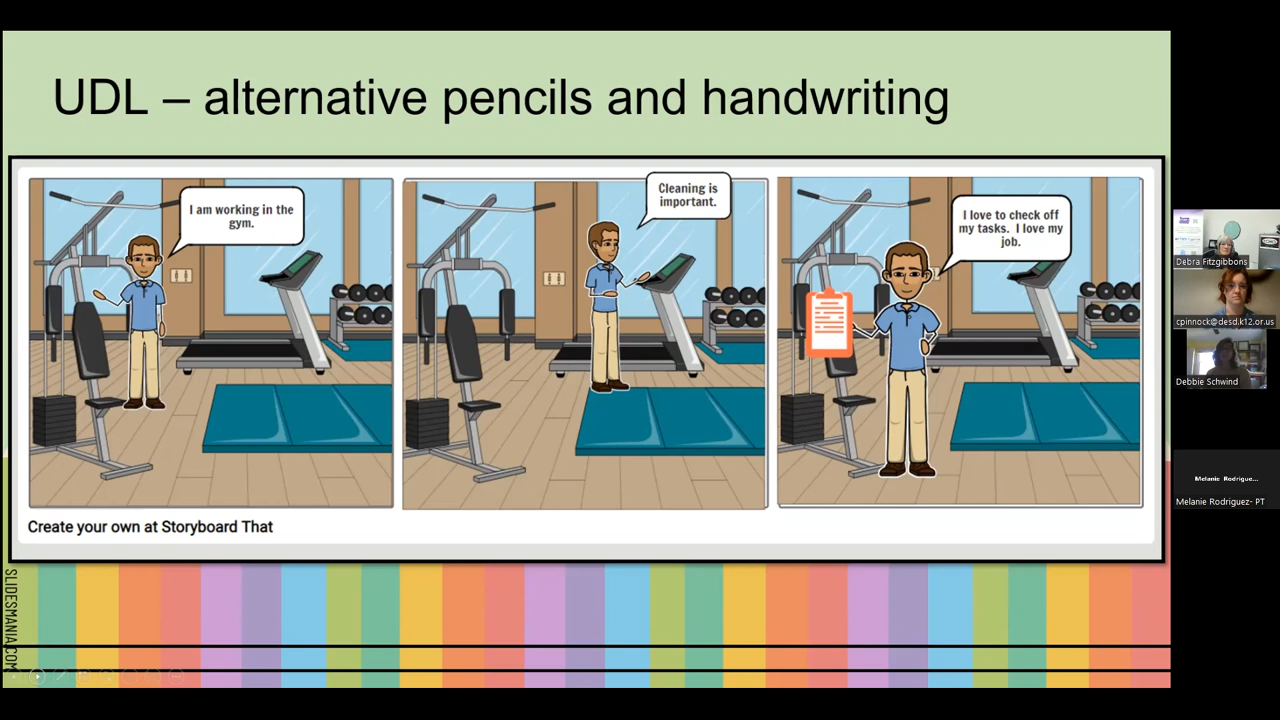 UDL – alternative pencils and handwriting
I am working in the
gym.
Cleaning is
important.
I love to check off
my tasks. I love my
job.
Create your own at Storyboard That
SLIDESMANIA.COM
Debra Fitzgibbons
cpinnock@desd.k12.or.us
Debbie Schwind
Melanie Rodrigue...
Melanie Rodriguez- PT